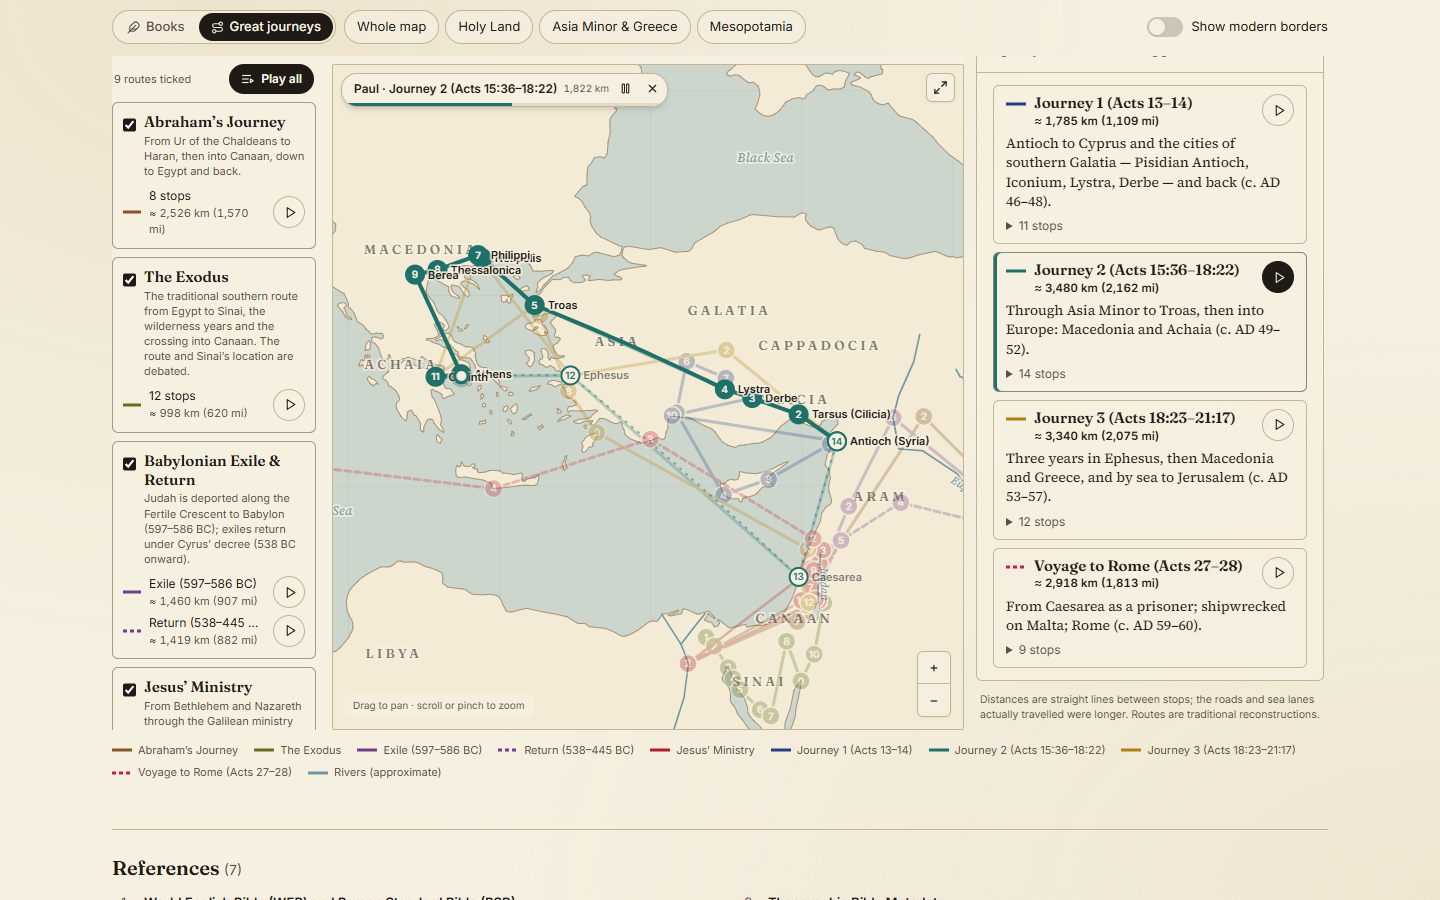 Books
Great journeys
Whole map
Holy Land
Asia Minor & Greece
Mesopotamia
Show modern borders
9 routes ticked
Play all
Abraham's Journey
From Ur of the Chaldeans to
Haran, then into Canaan, down
to Egypt and back.
8 stops
≈ 2,526 km (1,570
mi)
The Exodus
The traditional southern route
from Egypt to Sinai, the
wilderness years and the
crossing into Canaan. The
route and Sinai's location are
debated.
12 stops
≈ 998 km (620 mi)
Babylonian Exile &
Return
Judah is deported along the
Fertile Crescent to Babylon
(597–586 BC); exiles return
under Cyrus' decree (538 BC
onward).
Exile (597–586 BC)
≈ 1,460 km (907 mi)
Return (538–445 ...
≈ 1,419 km (882 mi)
Jesus' Ministry
From Bethlehem and Nazareth
through the Galilean ministry
Paul · Journey 2 (Acts 15:36–18:22) 1,822 km
Black Sea
MACEDONIA
7 Philippi
8 Thessalonica
9 Berea
5 Troas
GALATIA
ASIA
CAPPADOCIA
ACHAIA
11
Athens
12 Ephesus
4 Lystra
3 Derbe
2 Tarsus (Cilicia)
14 Antioch (Syria)
ARAM
Sea
13 Caesarea
CANAAN
LIBYA
SINAI
Drag to pan · scroll or pinch to zoom
+
−
Journey 1 (Acts 13–14)
≈ 1,785 km (1,109 mi)
Antioch to Cyprus and the cities of
southern Galatia — Pisidian Antioch,
Iconium, Lystra, Derbe — and back (c. AD
46–48).
11 stops
Journey 2 (Acts 15:36–18:22)
≈ 3,480 km (2,162 mi)
Through Asia Minor to Troas, then into
Europe: Macedonia and Achaia (c. AD 49–
52).
14 stops
Journey 3 (Acts 18:23–21:17)
≈ 3,340 km (2,075 mi)
Three years in Ephesus, then Macedonia
and Greece, and by sea to Jerusalem (c. AD
53–57).
12 stops
Voyage to Rome (Acts 27–28)
≈ 2,918 km (1,813 mi)
From Caesarea as a prisoner; shipwrecked
on Malta; Rome (c. AD 59–60).
9 stops
Distances are straight lines between stops; the roads and sea lanes
actually travelled were longer. Routes are traditional reconstructions.
Abraham's Journey
The Exodus
Exile (597–586 BC)
Return (538–445 BC)
Jesus' Ministry
Journey 1 (Acts 13–14)
Journey 2 (Acts 15:36–18:22)
Journey 3 (Acts 18:23–21:17)
Voyage to Rome (Acts 27–28)
Rivers (approximate)
References (7)